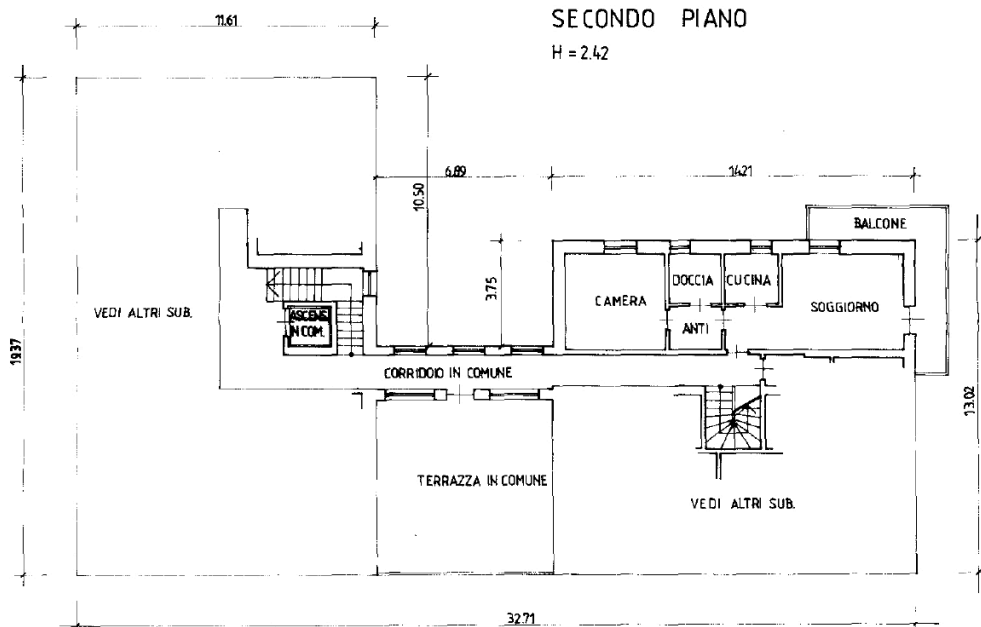 SECONDO PIANO
H = 2.42
11.61
6.89
14.21
10.50
3.75
BALCONE
DOCCIA
CUCINA
CAMERA
SOGGIORNO
ANTI
VEDI ALTRI SUB.
ASCENS.
IN COM.
19.37
CORRIDOIO IN COMUNE
13.02
TERRAZZA IN COMUNE
VEDI ALTRI SUB.
32.71